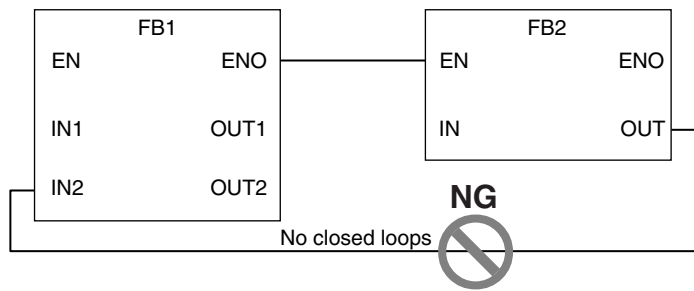 FB1
EN ENO
IN1 OUT1
IN2 OUT2
FB2
EN ENO
IN OUT
NG
No closed loops